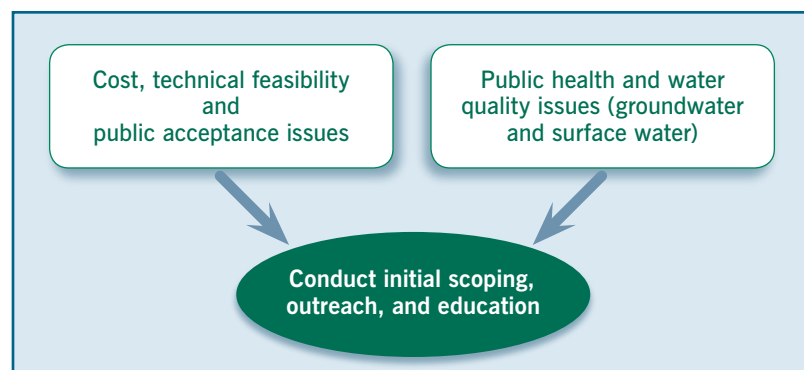 Cost, technical feasibility
and
public acceptance issues
Public health and water
quality issues (groundwater
and surface water)
Conduct initial scoping,
outreach, and education